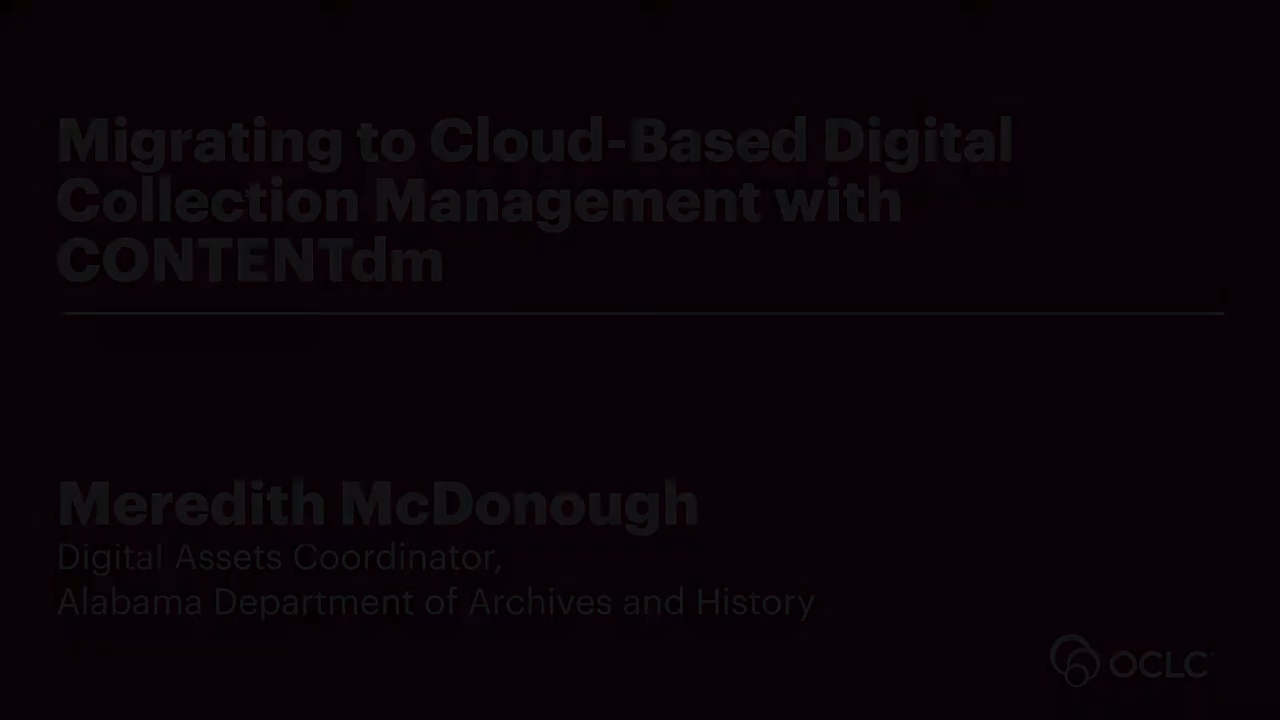 Migrating to Cloud-Based Digital
Collection Management with
CONTENTdm
Meredith McDonough
Digital Assets Coordinator,
Alabama Department of Archives and History
OCLC